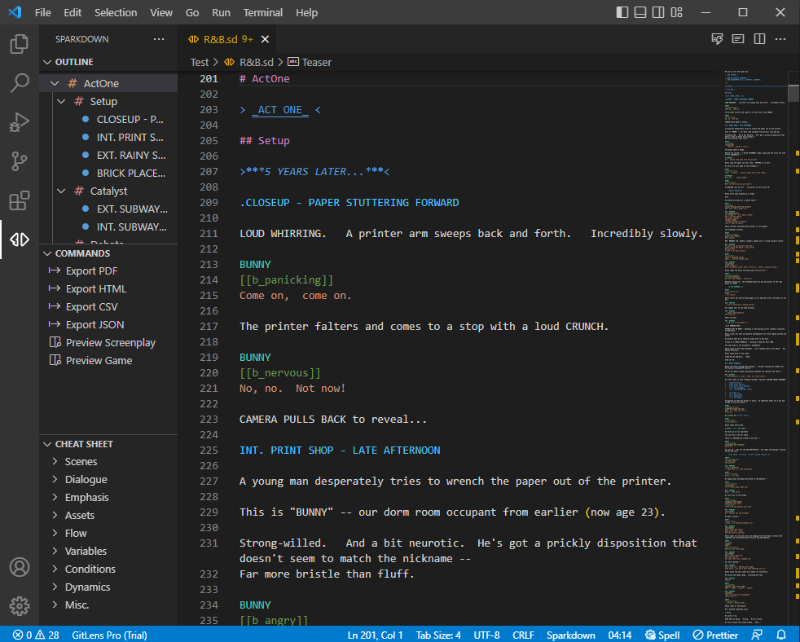 File Edit Selection View Go Run Terminal Help
SPARKDOWN ...
R&B.sd 9+
Test > R&B.sd > Teaser
OUTLINE
# ActOne
# Setup
CLOSEUP - P...
INT. PRINT S...
EXT. RAINY S...
BRICK PLACE...
# Catalyst
EXT. SUBWAY...
INT. SUBWAY...
# Debate
COMMANDS
Export PDF
Export HTML
Export CSV
Export JSON
Preview Screenplay
Preview Game
CHEAT SHEET
Scenes
Dialogue
Emphasis
Assets
Flow
Variables
Conditions
Dynamics
Misc.
201 # ActOne
202
203 > _ACT ONE_ <
204
205 ## Setup
206
207 >***5 YEARS LATER...***<
208
209 .CLOSEUP - PAPER STUTTERING FORWARD
210
211 LOUD WHIRRING.   A printer arm sweeps back and forth.   Incredibly slowly.
212
213 BUNNY
214 [[b_panicking]]
215 Come on,  come on.
216
217 The printer falters and comes to a stop with a loud CRUNCH.
218
219 BUNNY
220 [[b_nervous]]
221 No, no.  Not now!
222
223 CAMERA PULLS BACK to reveal...
224
225 INT. PRINT SHOP - LATE AFTERNOON
226
227 A young man desperately tries to wrench the paper out of the printer.
228
229 This is "BUNNY" -- our dorm room occupant from earlier (now age 23).
230
231 Strong-willed.   And a bit neurotic.  He's got a prickly disposition that
doesn't seem to match the nickname --
232 Far more bristle than fluff.
233
234 BUNNY
235 [[b_angry]]
0 28 GitLens Pro (Trial) Ln 201, Col 1 Tab Size: 4 UTF-8 CRLF Sparkdown 04:14 Spell Prettier